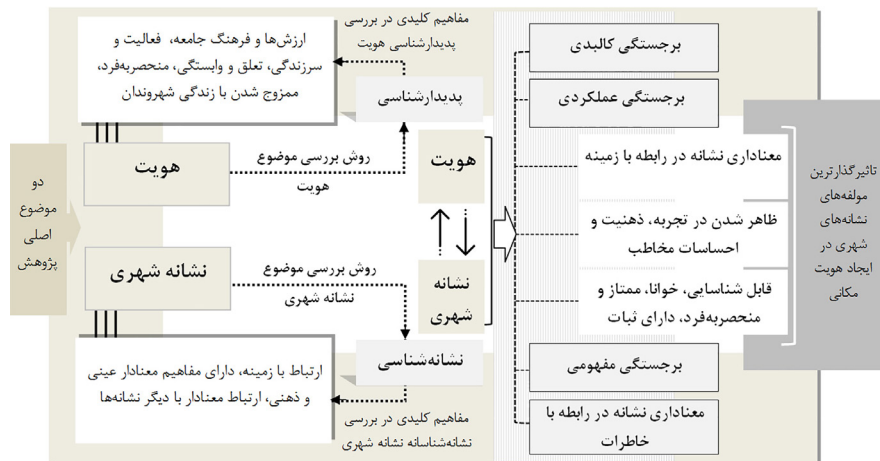 مفاهیم کلیدی در بررسی
پدیدارشناسی هویت
ارزش‌ها و فرهنگ جامعه، فعالیت و
سرزندگی، تعلق و وابستگی، منحصربه‌فرد،
ممزوج شدن با زندگی شهروندان
پدیدارشناسی
هویت
روش بررسی موضوع
هویت
هویت
دو
موضوع
اصلی
پژوهش
نشانه شهری
روش بررسی موضوع
نشانه شهری
نشانه
شهری
نشانه‌شناسی
ارتباط با زمینه، دارای مفاهیم معنادار عینی
و ذهنی، ارتباط معنادار با دیگر نشانه‌ها
مفاهیم کلیدی در بررسی
نشانه‌شناسانه نشانه شهری
برجستگی کالبدی
برجستگی عملکردی
معناداری نشانه در رابطه با زمینه
ظاهر شدن در تجربه، ذهنیت و
احساسات مخاطب
قابل شناسایی، خوانا، ممتاز و
منحصربه‌فرد، دارای ثبات
برجستگی مفهومی
معناداری نشانه در رابطه با
خاطرات
تاثیرگذارترین
مولفه‌های
نشانه‌های
شهری در
ایجاد هویت
مکانی